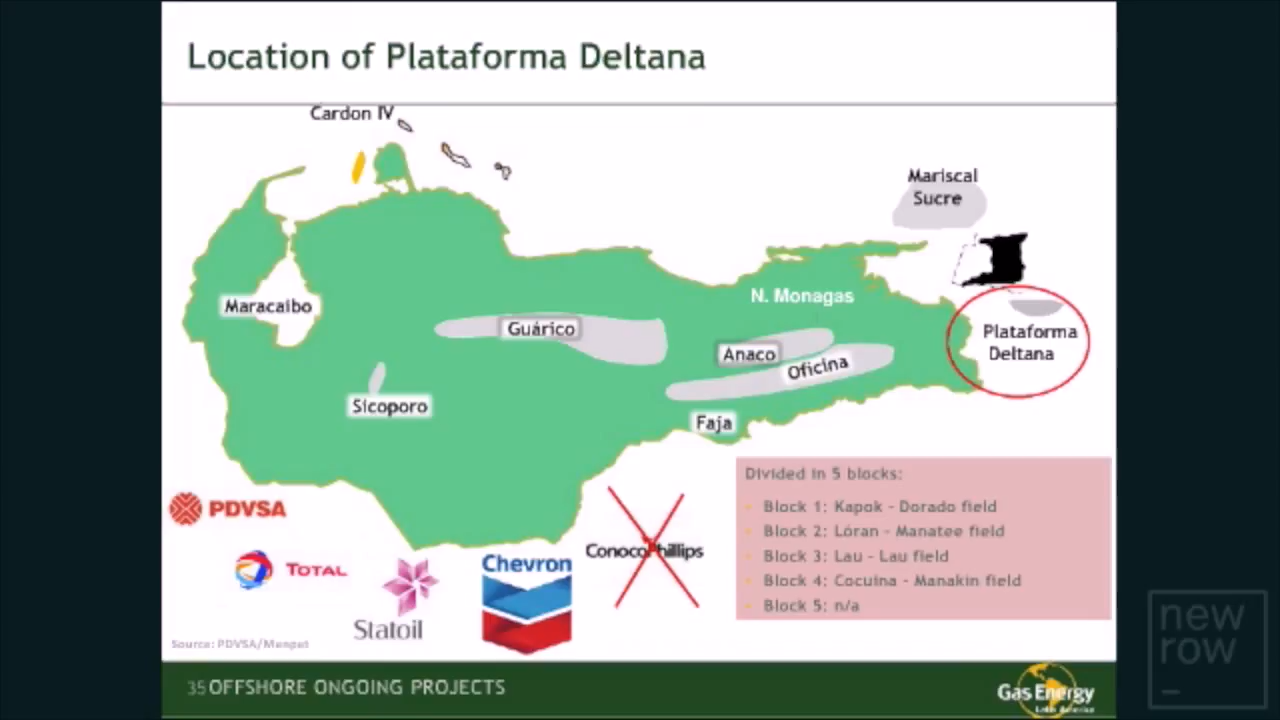 Location of Plataforma Deltana
Cardon IV
Mariscal
Sucre
N. Monagas
Maracaibo
Guárico
Plataforma
Deltana
Anaco
Oficina
Sicoporo
Faja
Divided in 5 blocks:
Block 1: Kapok - Dorado field
Block 2: Lóran - Manatee field
Block 3: Lau - Lau field
Block 4: Cocuina - Manakin field
Block 5: n/a
PDVSA
TOTAL
Statoil
Chevron
ConocoPhillips
Source: PDVSA/Menpet
35 OFFSHORE ONGOING PROJECTS
Gas Energy
Latin America
new
row